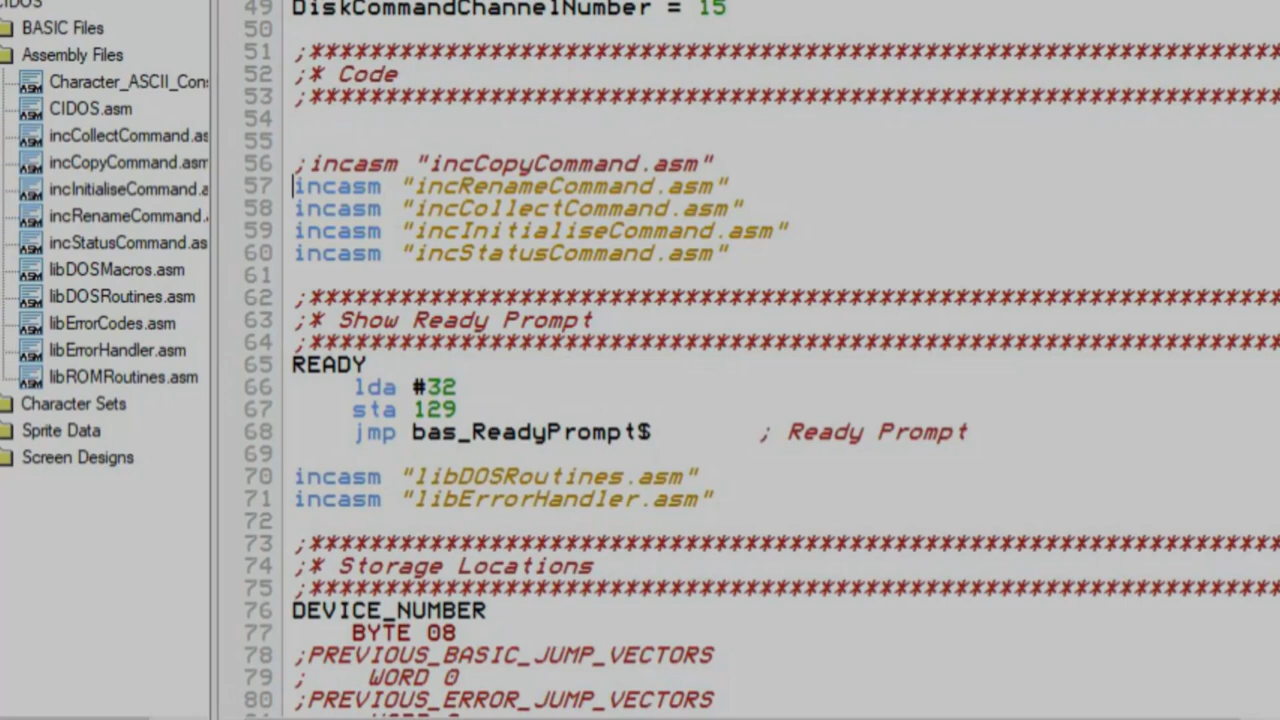 CIDOS
BASIC Files
Assembly Files
Character_ASCII_Con
CIDOS.asm
incCollectCommand.as
incCopyCommand.asm
incInitialiseCommand.a
incRenameCommand.
incStatusCommand.as
libDOSMacros.asm
libDOSRoutines.asm
libErrorCodes.asm
libErrorHandler.asm
libROMRoutines.asm
Character Sets
Sprite Data
Screen Designs
49 DiskCommandChannelNumber = 15
50
51 ;*******************************************************************
52 ;* Code
53 ;*******************************************************************
54
55
56 ;incasm "incCopyCommand.asm"
57 incasm "incRenameCommand.asm"
58 incasm "incCollectCommand.asm"
59 incasm "incInitialiseCommand.asm"
60 incasm "incStatusCommand.asm"
61
62 ;*******************************************************************
63 ;* Show Ready Prompt
64 ;*******************************************************************
65 READY
66 lda #32
67 sta 129
68 jmp bas_ReadyPrompt$ ; Ready Prompt
69
70 incasm "libDOSRoutines.asm"
71 incasm "libErrorHandler.asm"
72
73 ;*******************************************************************
74 ;* Storage Locations
75 ;*******************************************************************
76 DEVICE_NUMBER
77 BYTE 08
78 ;PREVIOUS_BASIC_JUMP_VECTORS
79 ; WORD 0
80 ;PREVIOUS_ERROR_JUMP_VECTORS